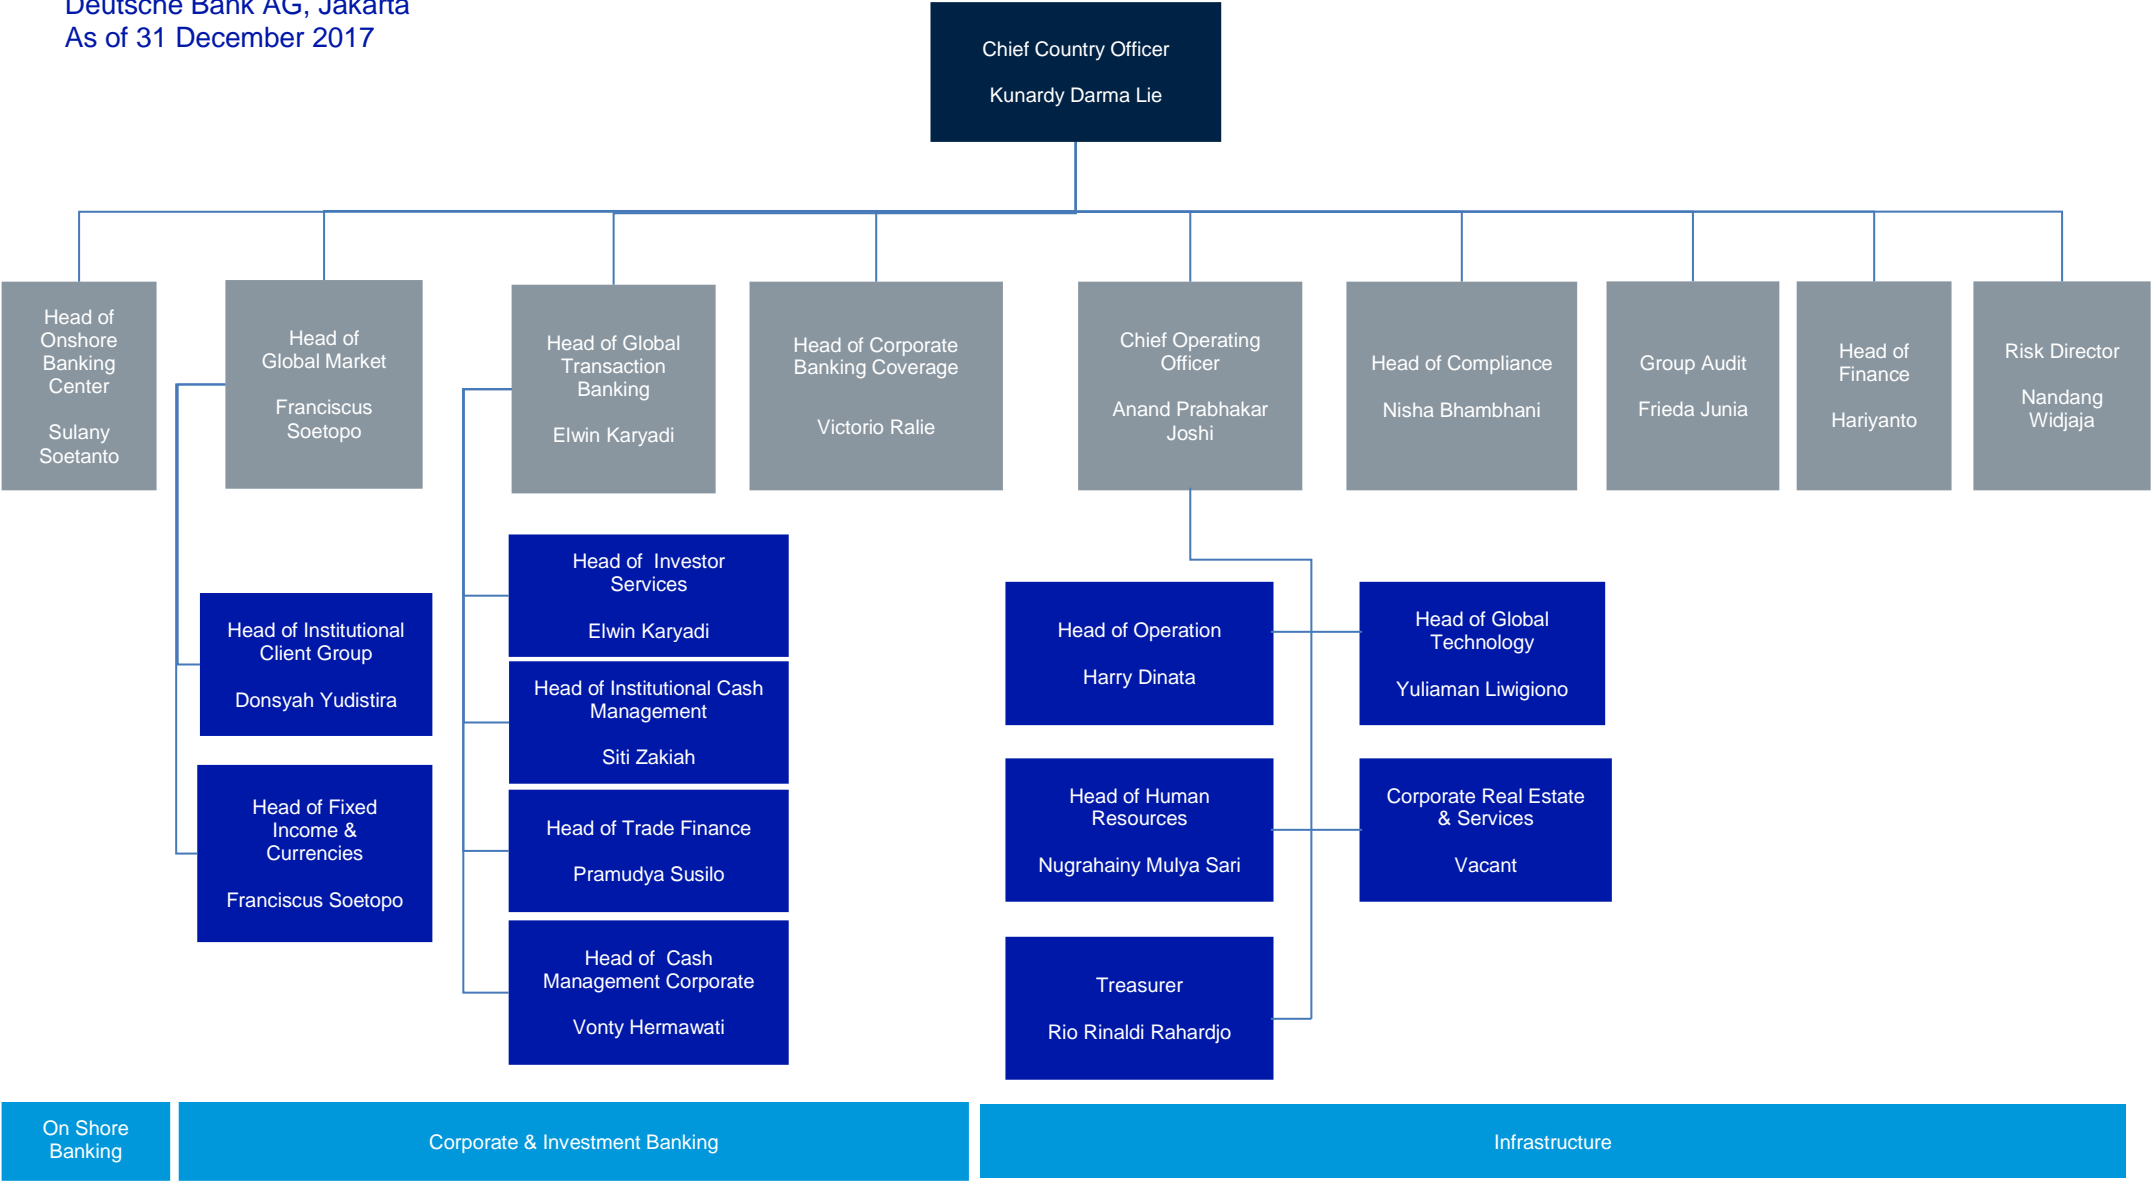 Deutsche Bank AG, Jakarta
As of 31 December 2017
Chief Country Officer
Kunardy Darma Lie
Head of
Onshore
Banking
Center
Sulany
Soetanto
Head of
Global Market
Franciscus
Soetopo
Head of Global
Transaction
Banking
Elwin Karyadi
Head of Corporate
Banking Coverage
Victorio Ralie
Chief Operating
Officer
Anand Prabhakar
Joshi
Head of Compliance
Nisha Bhambhani
Group Audit
Frieda Junia
Head of
Finance
Hariyanto
Risk Director
Nandang
Widjaja
Head of Institutional
Client Group
Donsyah Yudistira
Head of Fixed
Income &
Currencies
Franciscus Soetopo
Head of  Investor
Services
Elwin Karyadi
Head of Institutional Cash
Management
Siti Zakiah
Head of Trade Finance
Pramudya Susilo
Head of  Cash
Management Corporate
Vonty Hermawati
Head of Operation
Harry Dinata
Head of Global
Technology
Yuliaman Liwigiono
Head of Human
Resources
Nugrahainy Mulya Sari
Corporate Real Estate
& Services
Vacant
Treasurer
Rio Rinaldi Rahardjo
On Shore
Banking
Corporate & Investment Banking
Infrastructure